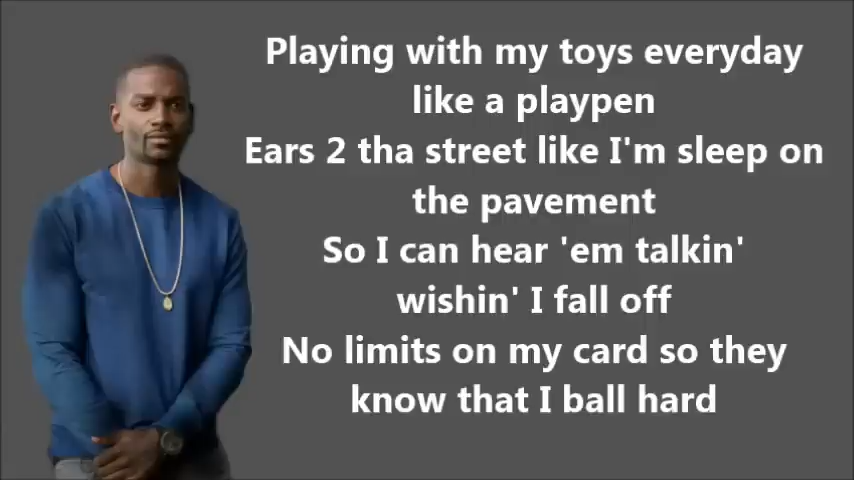 Playing with my toys everyday
like a playpen
Ears 2 tha street like I'm sleep on
the pavement
So I can hear 'em talkin'
wishin' I fall off
No limits on my card so they
know that I ball hard